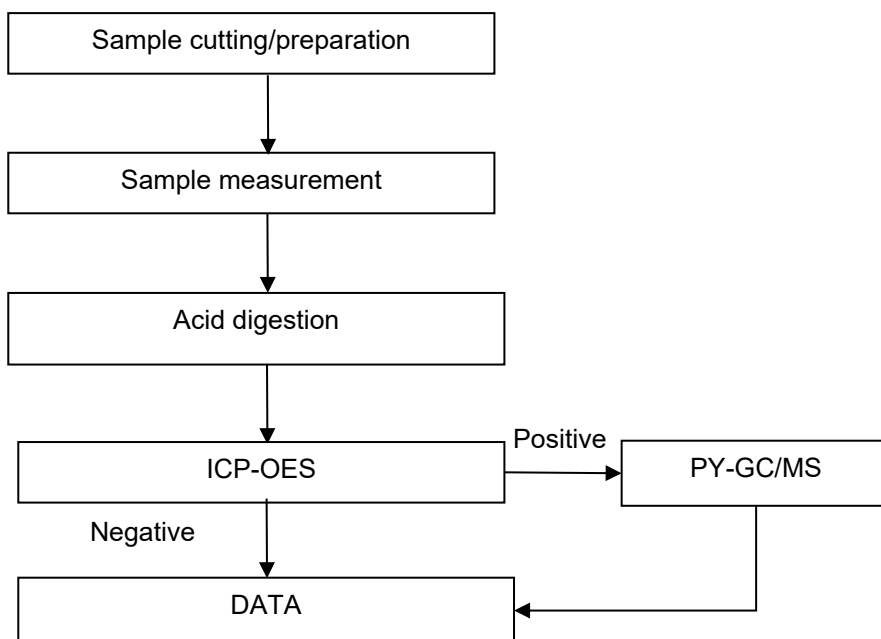 Sample cutting/preparation
Sample measurement
Acid digestion
ICP-OES
Positive
PY-GC/MS
Negative
DATA